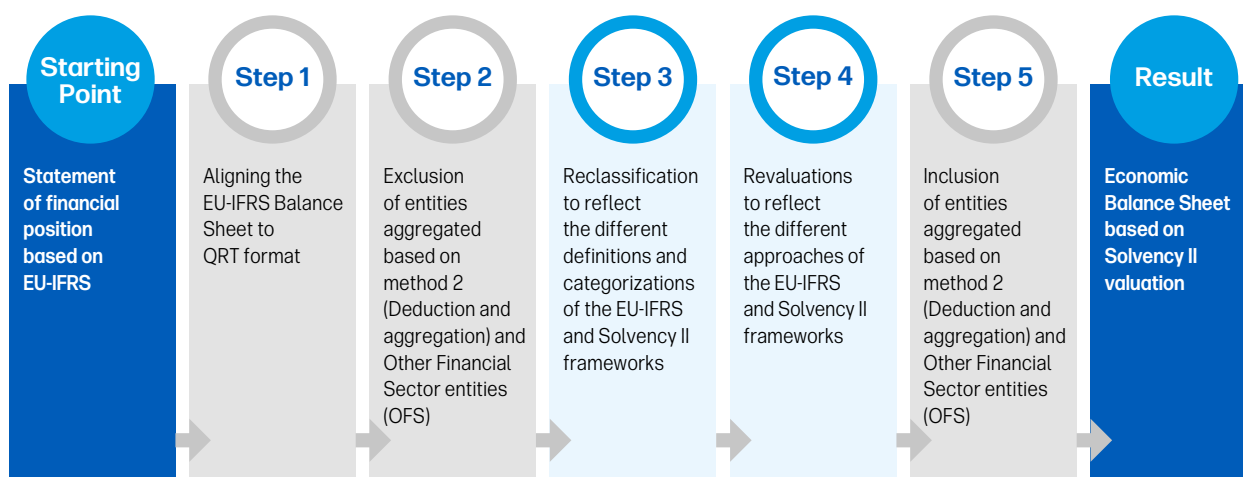 Starting
Point
Statement
of financial
position
based on
EU-IFRS
Step 1
Aligning the
EU-IFRS Balance
Sheet to
QRT format
Step 2
Exclusion
of entities
aggregated
based on
method 2
(Deduction and
aggregation) and
Other Financial
Sector entities
(OFS)
Step 3
Reclassification
to reflect
the different
definitions and
categorizations
of the EU-IFRS
and Solvency II
frameworks
Step 4
Revaluations
to reflect
the different
approaches of
the EU-IFRS
and Solvency II
frameworks
Step 5
Inclusion
of entities
aggregated
based on
method 2
(Deduction and
aggregation) and
Other Financial
Sector entities
(OFS)
Result
Economic
Balance Sheet
based on
Solvency II
valuation